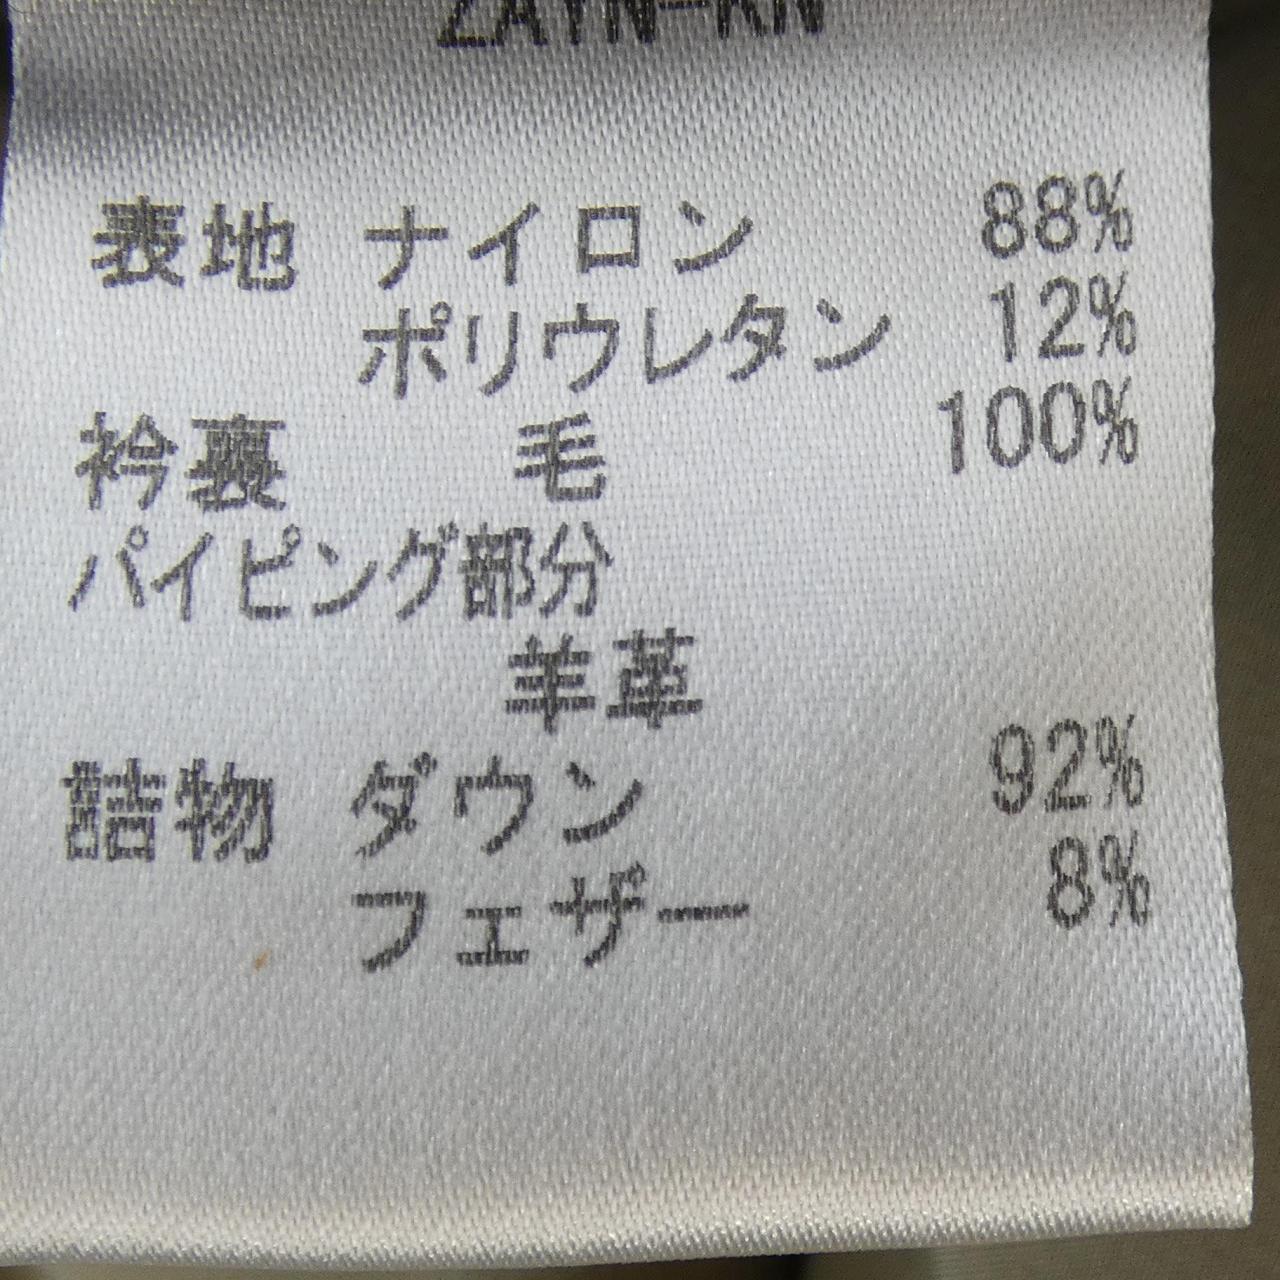 ZAYN-KN
表地 ナイロン 88%
ポリウレタン 12%
衿裏 毛 100%
パイピング部分
羊革
詰物 ダウン 92%
フェザー 8%